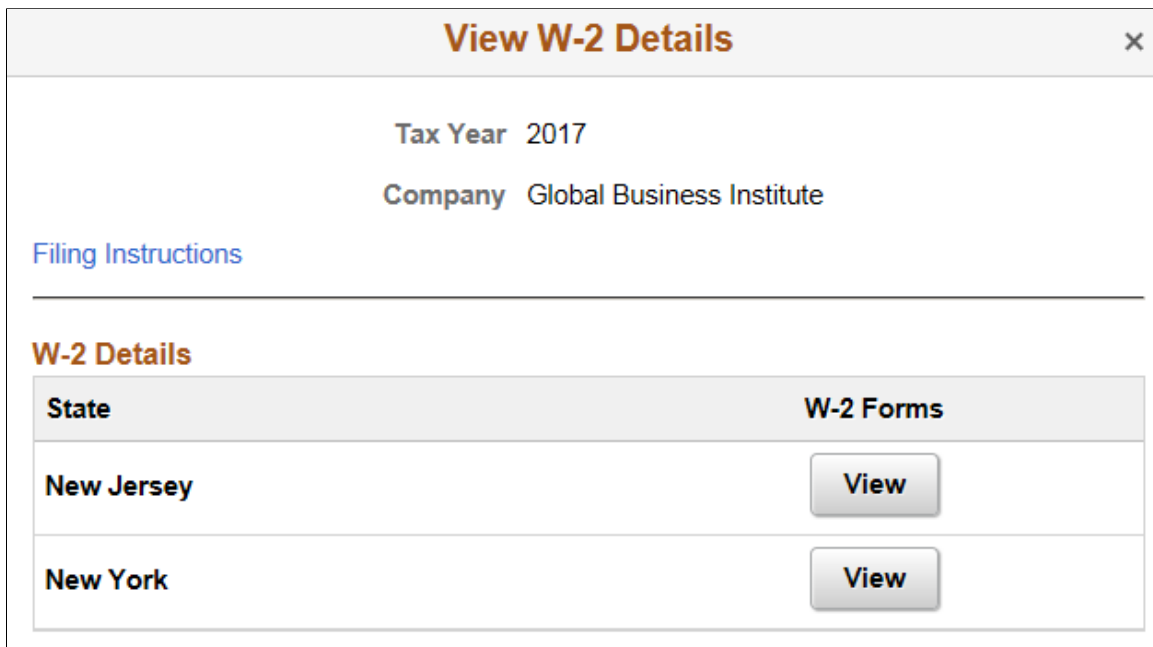 View W-2 Details ×
Tax Year 2017
Company Global Business Institute
Filing Instructions
W-2 Details
State W-2 Forms
New Jersey View
New York View